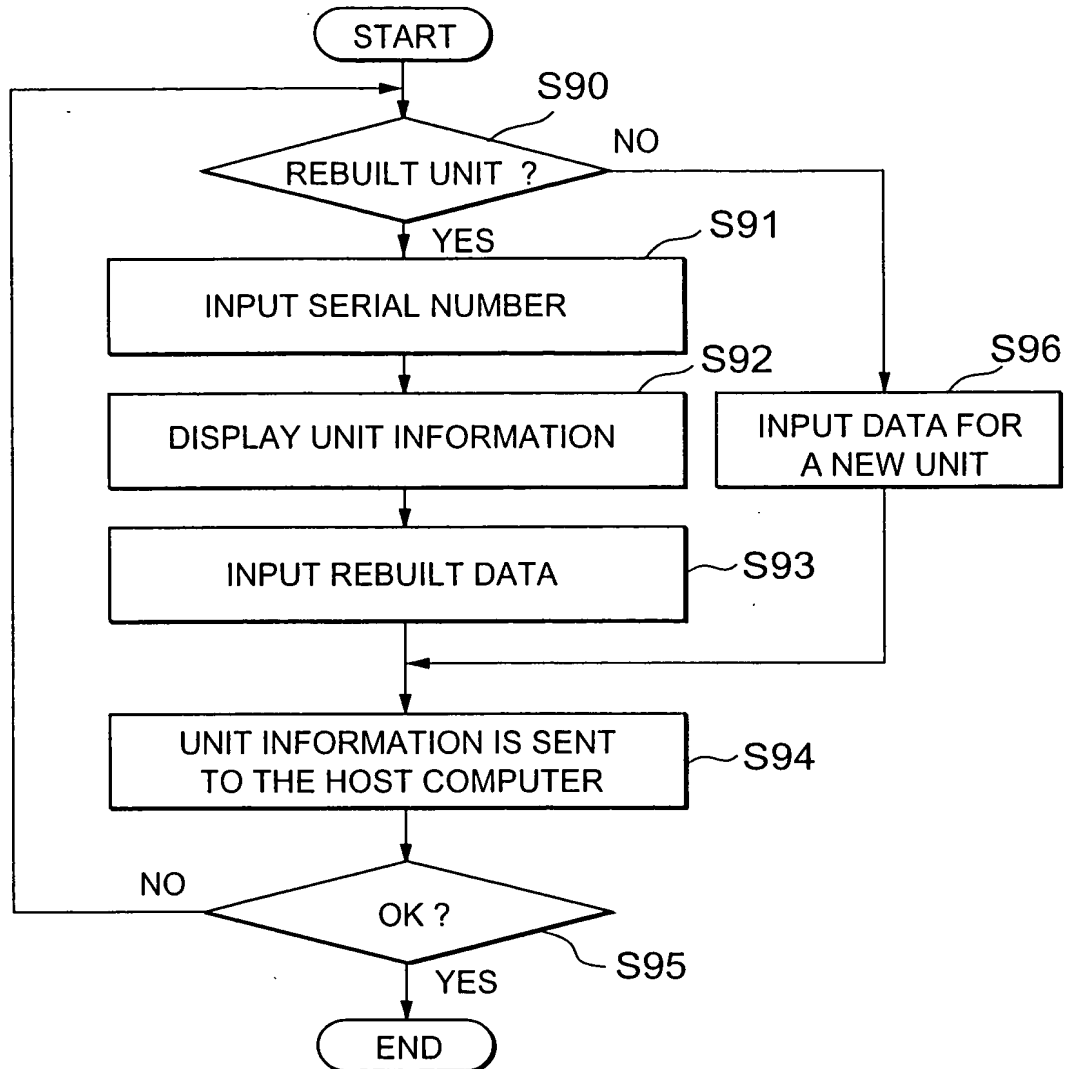 START
S90
NO
REBUILT UNIT ?
YES
S91
INPUT SERIAL NUMBER
S92
DISPLAY UNIT INFORMATION
S96
INPUT DATA FOR
A NEW UNIT
INPUT REBUILT DATA
S93
UNIT INFORMATION IS SENT
TO THE HOST COMPUTER
S94
NO
OK ?
S95
YES
END